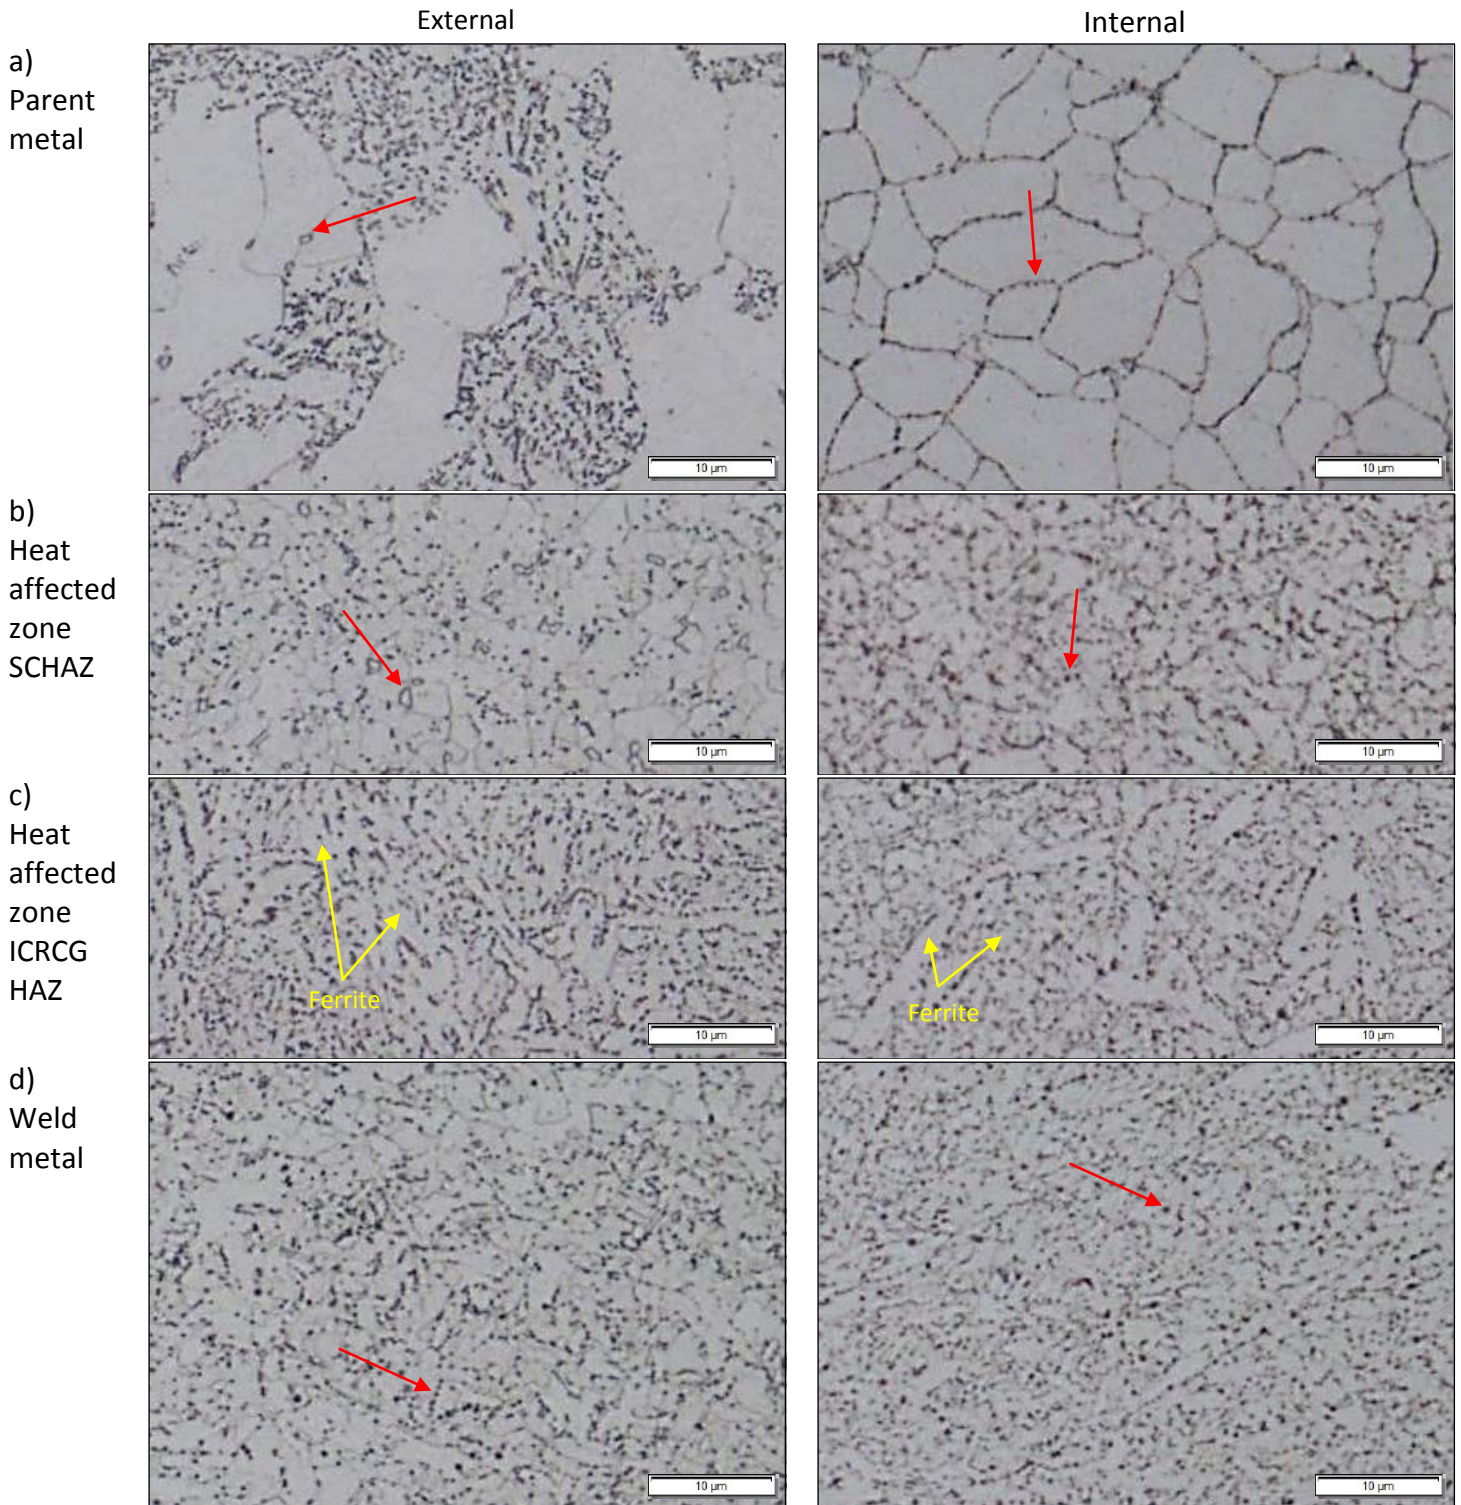 External
Internal
a)
Parent
metal
10 µm
10 µm
b)
Heat
affected
zone
SCHAZ
10 µm
10 µm
c)
Heat
affected
zone
ICRCG
HAZ
Ferrite
Ferrite
10 µm
10 µm
d)
Weld
metal
10 µm
10 µm